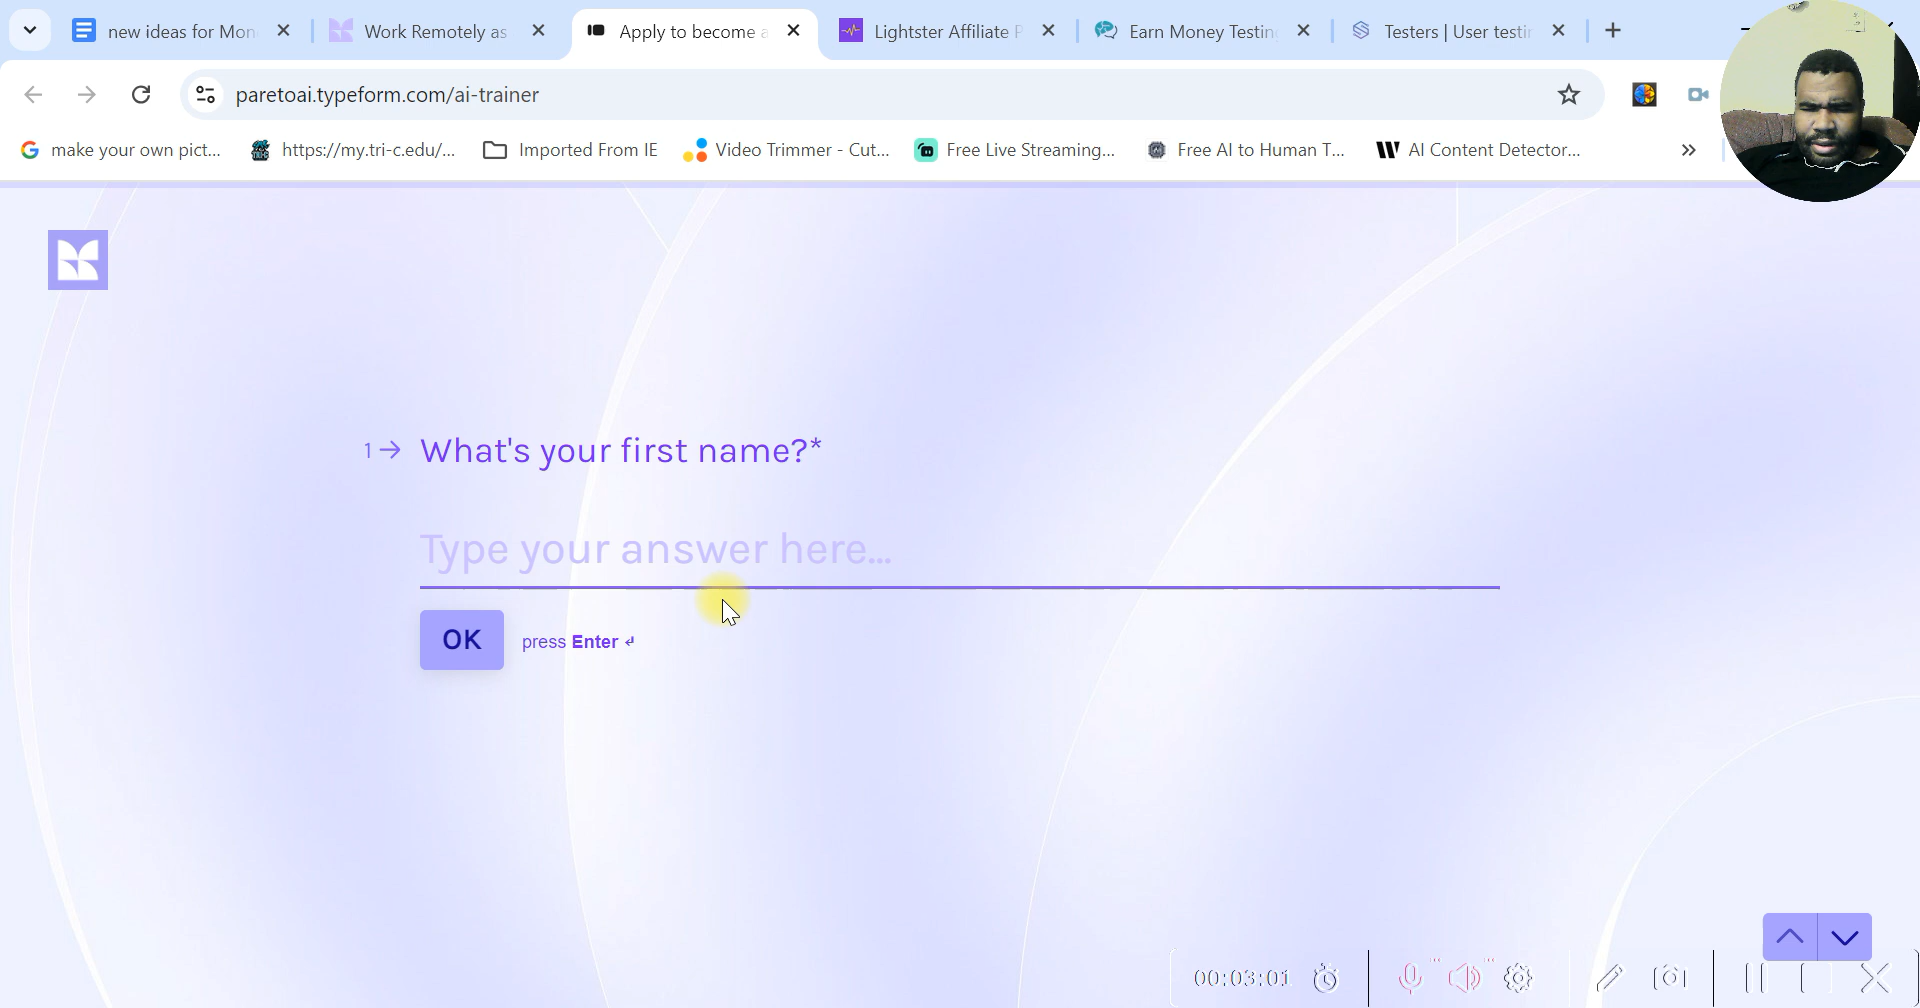 new ideas for Mon
Work Remotely as
Apply to become a
Lightster Affiliate P
Earn Money Testin
Testers | User testin
paretoai.typeform.com/ai-trainer
make your own pict...
https://my.tri-c.edu/...
Imported From IE
Video Trimmer - Cut...
Free Live Streaming...
Free AI to Human T...
AI Content Detector...
1
What's your first name?*
Type your answer here...
OK
press Enter
00:03:01